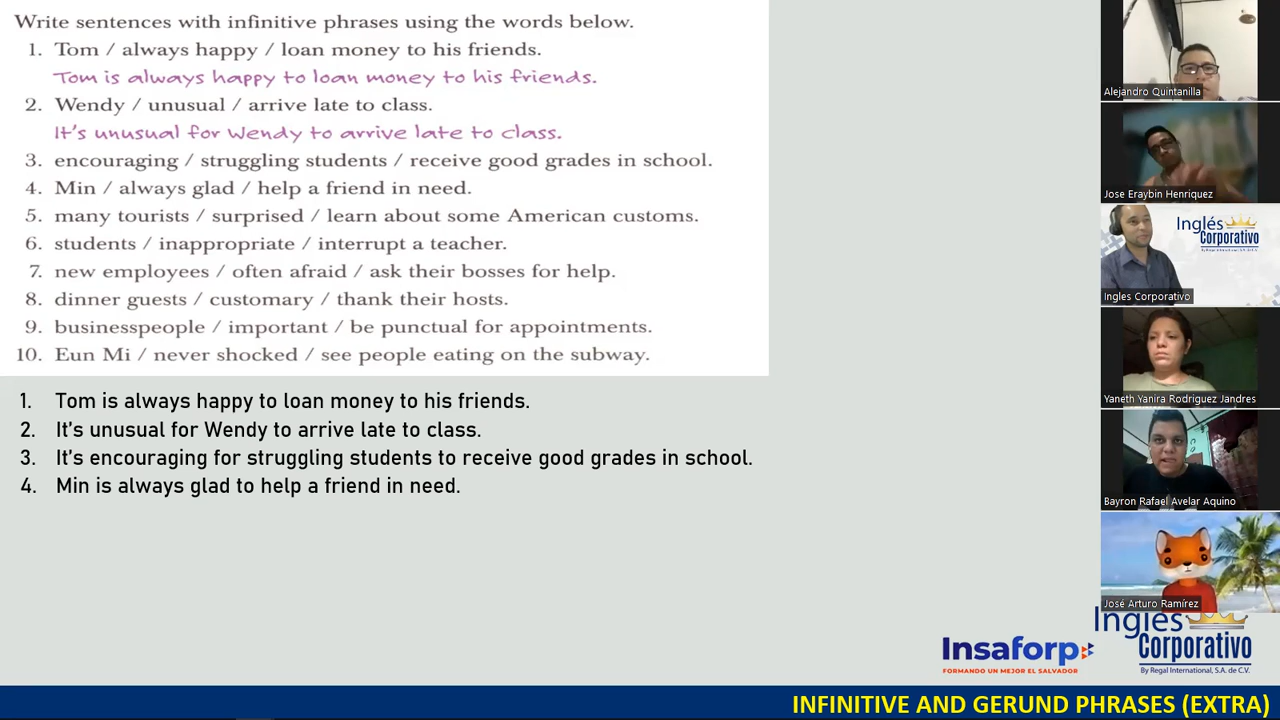 Write sentences with infinitive phrases using the words below.
1. Tom / always happy / loan money to his friends.
Tom is always happy to loan money to his friends.
2. Wendy / unusual / arrive late to class.
It's unusual for Wendy to arrive late to class.
3. encouraging / struggling students / receive good grades in school.
4. Min / always glad / help a friend in need.
5. many tourists / surprised / learn about some American customs.
6. students / inappropriate / interrupt a teacher.
7. new employees / often afraid / ask their bosses for help.
8. dinner guests / customary / thank their hosts.
9. businesspeople / important / be punctual for appointments.
10. Eun Mi / never shocked / see people eating on the subway.
1. Tom is always happy to loan money to his friends.
2. It's unusual for Wendy to arrive late to class.
3. It's encouraging for struggling students to receive good grades in school.
4. Min is always glad to help a friend in need.
Alejandro Quintanilla
Jose Eraybin Henriquez
Inglés
Corporativo
By Regal International, S.A. de C.V.
Ingles Corporativo
Yaneth Yanira Rodriguez Jandres
Bayron Rafael Avelar Aquino
José Arturo Ramírez
Insaforp
FORMANDO UN MEJOR EL SALVADOR
Inglés
Corporativo
By Regal International, S.A. de C.V.
INFINITIVE AND GERUND PHRASES (EXTRA)